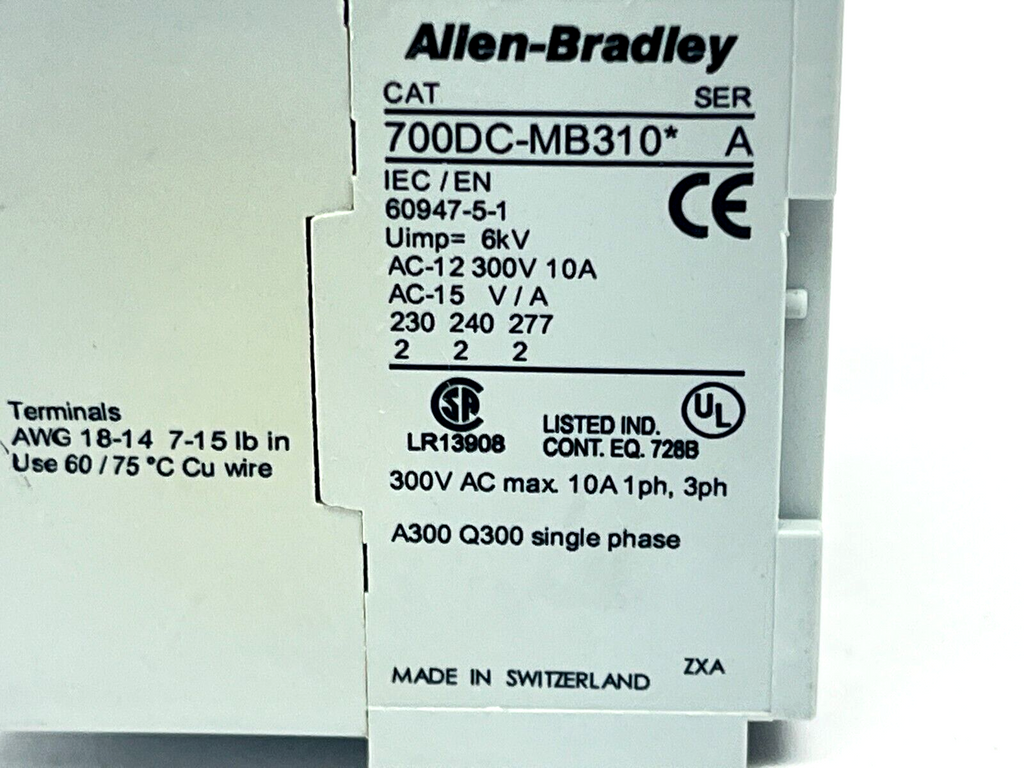 Allen-Bradley
CAT SER
700DC-MB310* A
IEC / EN
60947-5-1
CE
Uimp= 6kV
AC-12 300V 10A
AC-15 V / A
230 240 277
2 2 2
SA
LR13908
LISTED IND.
CONT. EQ. 728B
UL
300V AC max. 10A 1ph, 3ph
A300 Q300 single phase
MADE IN SWITZERLAND ZXA
Terminals
AWG 18-14 7-15 lb in
Use 60 / 75 °C Cu wire